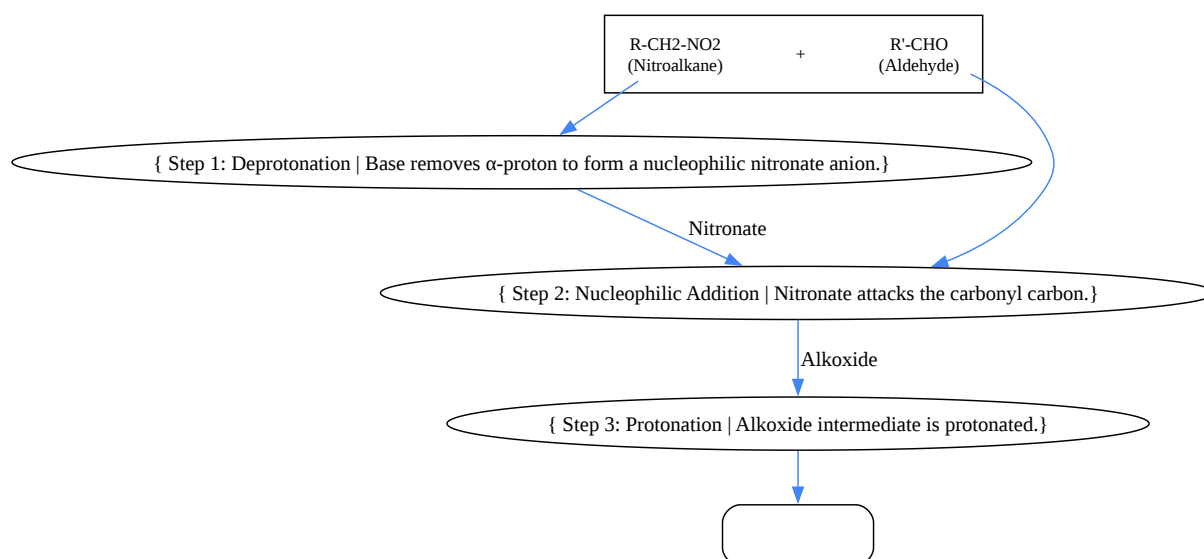 R-CH2-NO2
(Nitroalkane)
+
R'-CHO
(Aldehyde)
{ Step 1: Deprotonation | Base removes α-proton to form a nucleophilic nitronate anion.}
Nitronate
{ Step 2: Nucleophilic Addition | Nitronate attacks the carbonyl carbon.}
Alkoxide
{ Step 3: Protonation | Alkoxide intermediate is protonated.}